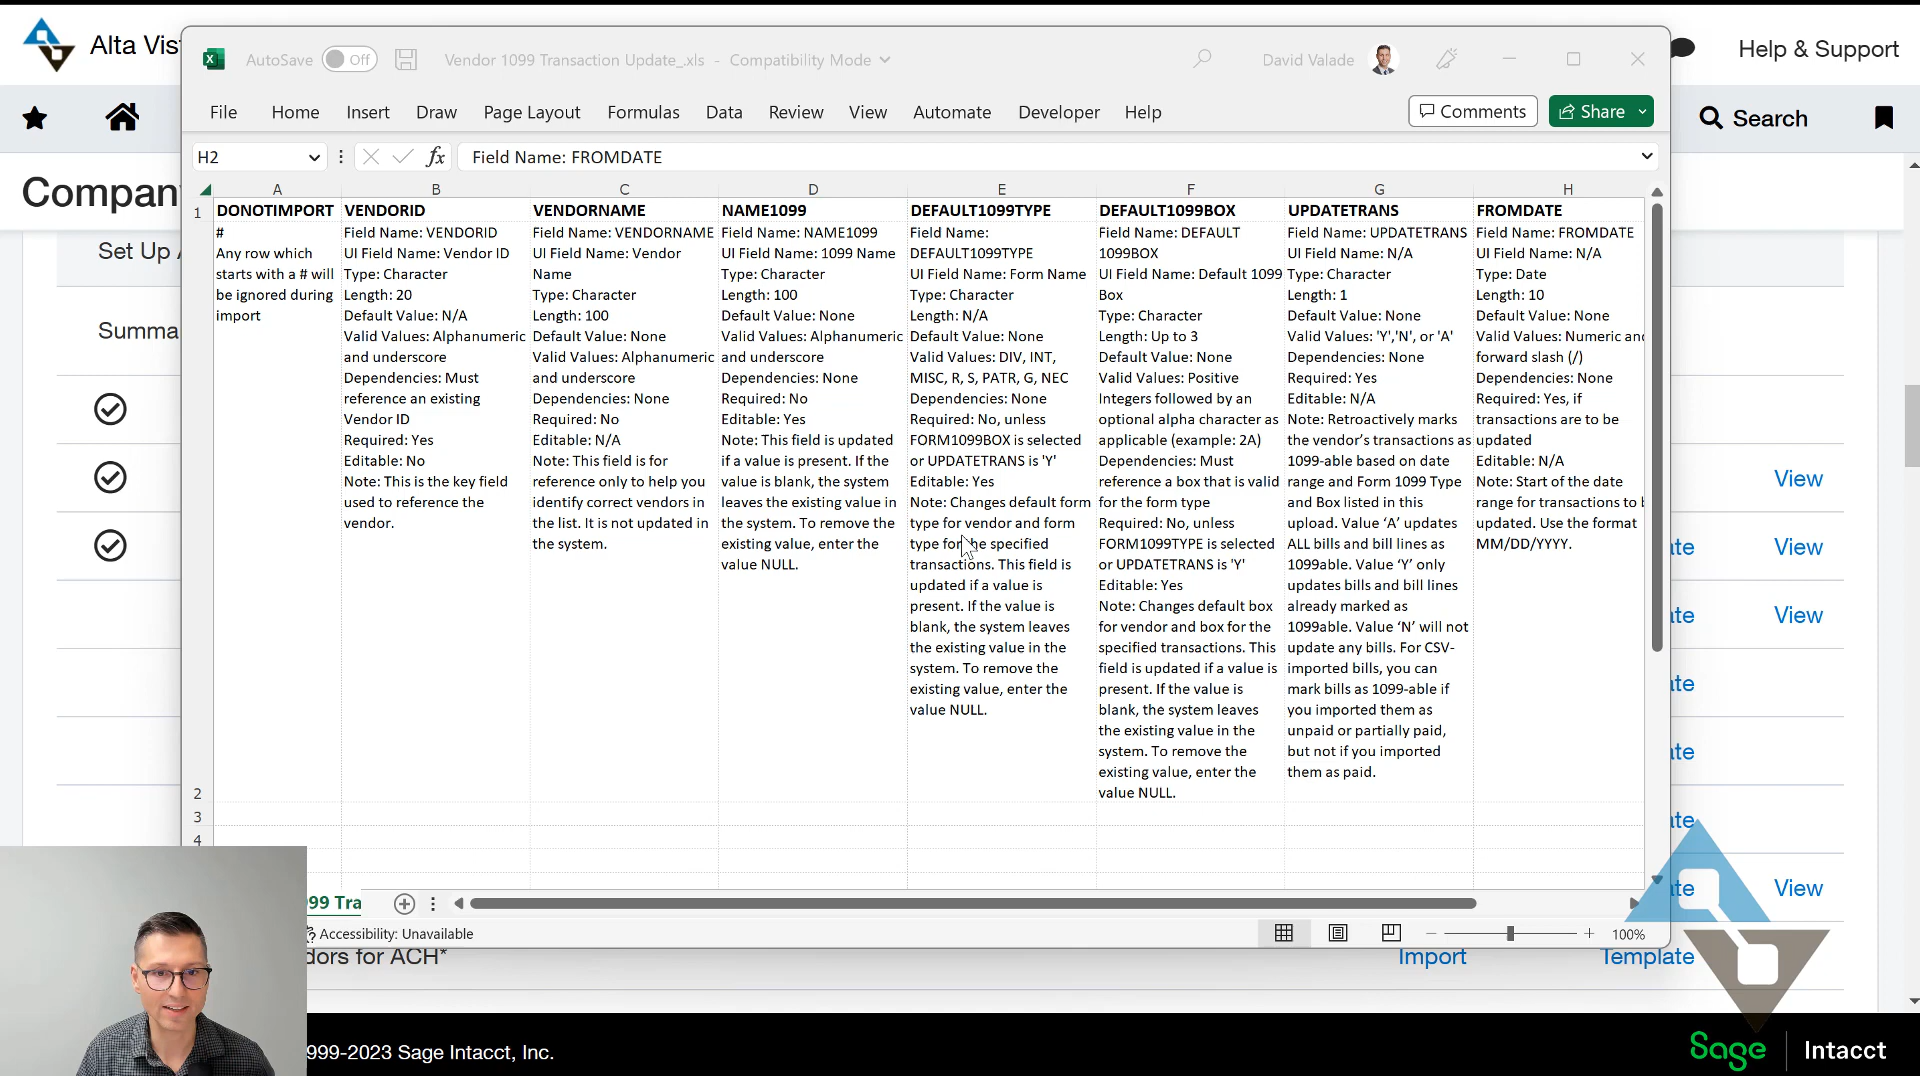 Alta Vis
AutoSave Off
Vendor 1099 Transaction Update_.xls - Compatibility Mode
David Valade
Help & Support
File Home Insert Draw Page Layout Formulas Data Review View Automate Developer Help
Comments
Share
Search
H2
fx
Field Name: FROMDATE
Compan
Set Up
Summa
A B C D E F G H
1
DONOTIMPORT
#
Any row which
starts with a # will
be ignored during
import
VENDORID
Field Name: VENDORID
UI Field Name: Vendor ID
Type: Character
Length: 20
Default Value: N/A
Valid Values: Alphanumeric
and underscore
Dependencies: Must
reference an existing
Vendor ID
Required: Yes
Editable: No
Note: This is the key field
used to reference the
vendor.
VENDORNAME
Field Name: VENDORNAME
UI Field Name: Vendor
Name
Type: Character
Length: 100
Default Value: None
Valid Values: Alphanumeric
and underscore
Dependencies: None
Required: No
Editable: N/A
Note: This field is for
reference only to help you
identify correct vendors in
the list. It is not updated in
the system.
NAME1099
Field Name: NAME1099
UI Field Name: 1099 Name
Type: Character
Length: 100
Default Value: None
Valid Values: Alphanumeric
and underscore
Dependencies: None
Required: No
Editable: Yes
Note: This field is updated
if a value is present. If the
value is blank, the system
leaves the existing value in
the system. To remove the
existing value, enter the
value NULL.
DEFAULT1099TYPE
Field Name:
DEFAULT1099TYPE
UI Field Name: Form Name
Type: Character
Length: N/A
Default Value: None
Valid Values: DIV, INT,
MISC, R, S, PATR, G, NEC
Dependencies: None
Required: No, unless
FORM1099BOX is selected
or UPDATETRANS is 'Y'
Editable: Yes
Note: Changes default form
type for vendor and form
type for the specified
transactions. This field is
updated if a value is
present. If the value is
blank, the system leaves
the existing value in the
system. To remove the
existing value, enter the
value NULL.
DEFAULT1099BOX
Field Name: DEFAULT
1099BOX
UI Field Name: Default 1099
Box
Type: Character
Length: Up to 3
Default Value: None
Valid Values: Positive
Integers followed by an
optional alpha character as
applicable (example: 2A)
Dependencies: Must
reference a box that is valid
for the form type
Required: No, unless
FORM1099TYPE is selected
or UPDATETRANS is 'Y'
Editable: Yes
Note: Changes default box
for vendor and box for the
specified transactions. This
field is updated if a value is
present. If the value is
blank, the system leaves
the existing value in the
system. To remove the
existing value, enter the
value NULL.
UPDATETRANS
Field Name: UPDATETRANS
UI Field Name: N/A
Type: Character
Length: 1
Default Value: None
Valid Values: 'Y','N', or 'A'
Dependencies: None
Required: Yes
Editable: N/A
Note: Retroactively marks
the vendor’s transactions as
1099-able based on date
range and Form 1099 Type
and Box listed in this
upload. Value ‘A’ updates
ALL bills and bill lines as
1099able. Value ‘Y’ only
updates bills and bill lines
already marked as
1099able. Value ‘N’ will not
update any bills. For CSV-
imported bills, you can
mark bills as 1099-able if
you imported them as
unpaid or partially paid,
but not if you imported
them as paid.
FROMDATE
Field Name: FROMDATE
UI Field Name: N/A
Type: Date
Length: 10
Default Value: None
Valid Values: Numeric and
forward slash (/)
Dependencies: None
Required: Yes, if
transactions are to be
updated
Editable: N/A
Note: Start of the date
range for transactions to b
updated. Use the format
MM/DD/YYYY.
2
3
4
View
ate View
ate View
ate
ate
ate
ate View
099 Tra
Accessibility: Unavailable
100%
dors for ACH*
Import
Template
999-2023 Sage Intacct, Inc.
Sage Intacct